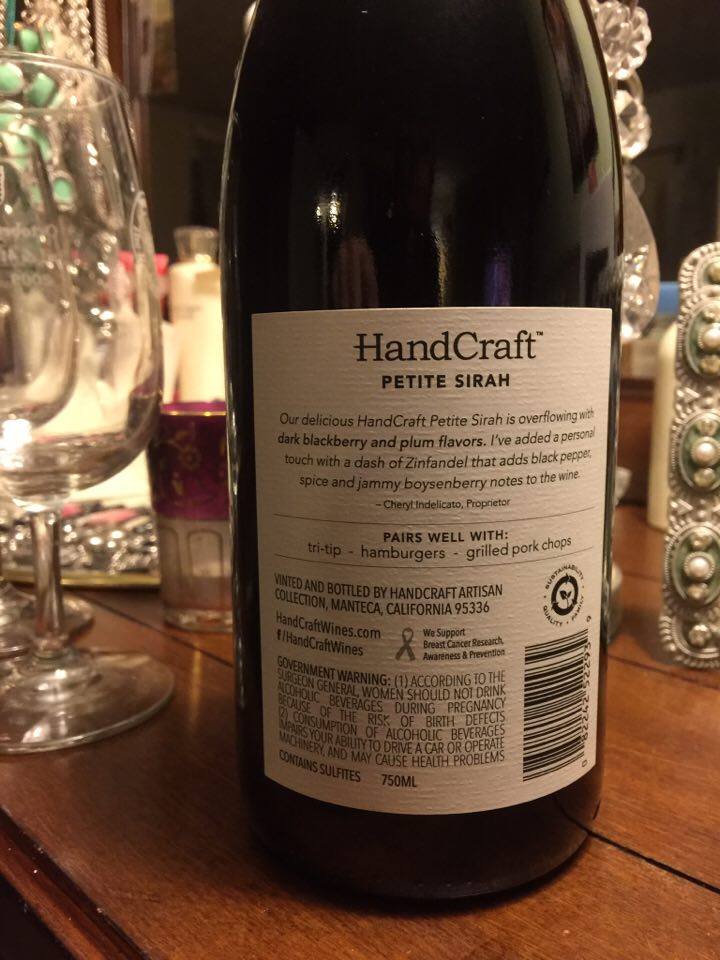 HandCraft™
PETITE SIRAH
Our delicious HandCraft Petite Sirah is overflowing with
dark blackberry and plum flavors. I've added a personal
touch with a dash of Zinfandel that adds black pepper,
spice and jammy boysenberry notes to the wine.
– Cheryl Indelicato, Proprietor
PAIRS WELL WITH:
tri-tip - hamburgers - grilled pork chops
VINTED AND BOTTLED BY HANDCRAFT ARTISAN
COLLECTION, MANTECA, CALIFORNIA 95336
SUSTAINABILITY • FAMILY • QUALITY
HandCraftWines.com
f/HandCraftWines
We Support
Breast Cancer Research,
Awareness & Prevention
GOVERNMENT WARNING: (1) ACCORDING TO THE
SURGEON GENERAL, WOMEN SHOULD NOT DRINK
ALCOHOLIC BEVERAGES DURING PREGNANCY
BECAUSE OF THE RISK OF BIRTH DEFECTS
(2) CONSUMPTION OF ALCOHOLIC BEVERAGES
IMPAIRS YOUR ABILITY TO DRIVE A CAR OR OPERATE
MACHINERY, AND MAY CAUSE HEALTH PROBLEMS
CONTAINS SULFITES 750ML